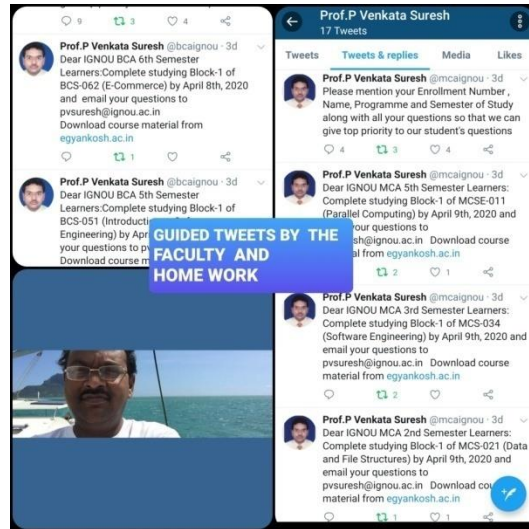 9 3 4
Prof.P Venkata Suresh @bcaignou · 3d
Dear IGNOU BCA 6th Semester
Learners:Complete studying Block-1 of
BCS-062 (E-Commerce) by April 8th, 2020
and email your questions to
pvsuresh@ignou.ac.in
Download course material from
egyankosh.ac.in
1
Prof.P Venkata Suresh @bcaignou · 3d
Dear IGNOU BCA 5th Semester
Learners:Complete studying Block-1 of
BCS-051
Engineering) by
your questions to
Download course
GUIDED TWEETS BY THE
FACULTY AND
HOME WORK
Prof.P Venkata Suresh
17 Tweets
Tweets Tweets & replies Media Likes
Prof.P Venkata Suresh @mcaignou · 3d
Please mention your Enrollment Number ,
Name, Programme and Semester of Study
along with all your questions so that we can
give top priority to our student's questions
4 3 4
Prof.P Venkata Suresh @mcaignou · 3d
Dear IGNOU MCA 5th Semester Learners:
Complete studying Block-1 of MCSE-011
(Parallel Computing) by April 9th, 2020 and
your questions to
@ignou.ac.in Download course
from egyankosh.ac.in
2 1
Prof.P Venkata Suresh @mcaignou · 3d
Dear IGNOU MCA 3rd Semester Learners:
Complete studying Block-1 of MCS-034
(Software Engineering) by April 9th, 2020 and
email your questions to
pvsuresh@ignou.ac.in Download course
material from egyankosh.ac.in
2
Prof.P Venkata Suresh @mcaignou · 3d
Dear IGNOU MCA 2nd Semester Learners:
Complete studying Block-1 of MCS-021 (Data
and File Structures) by April 9th, 2020 and
email your questions to
pvsuresh@ignou.ac.in Download
material from egyankosh.ac.in
1 1